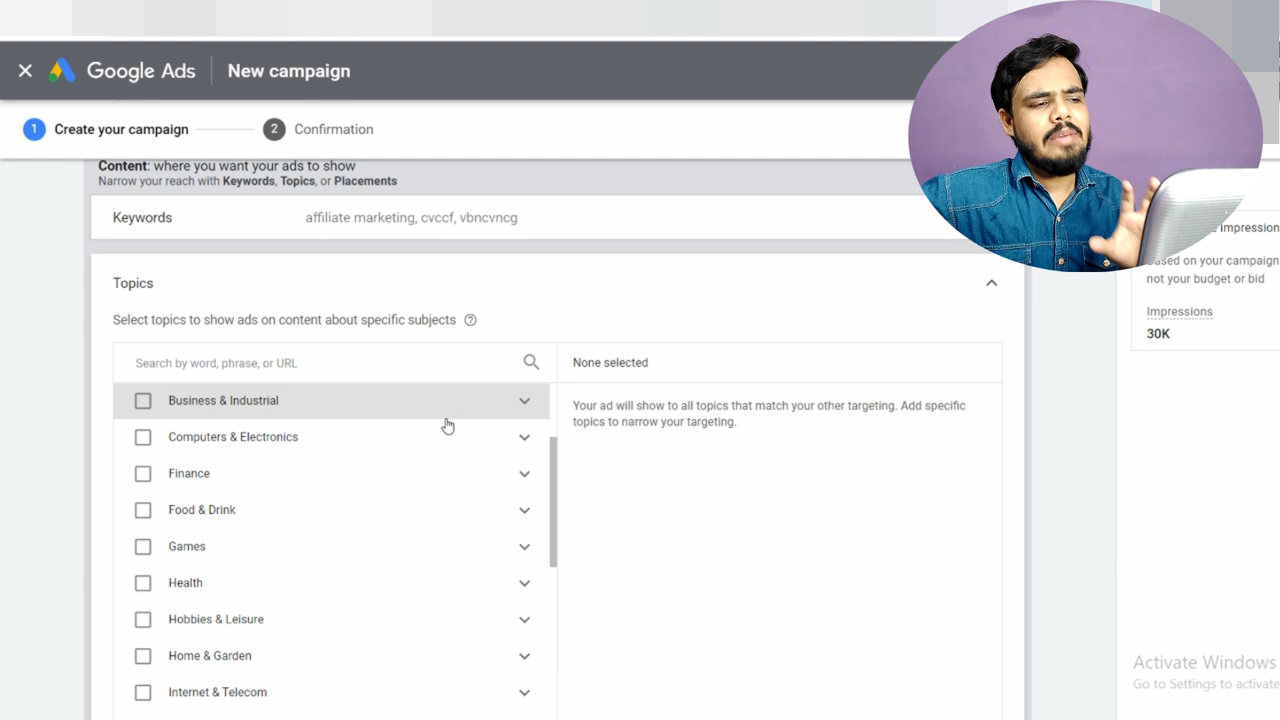 Google Ads New campaign
1 Create your campaign 2 Confirmation
Content: where you want your ads to show
Narrow your reach with Keywords, Topics, or Placements
Keywords affiliate marketing, cvccf, vbncvncg
Topics
Select topics to show ads on content about specific subjects ?
Search by word, phrase, or URL
None selected
Your ad will show to all topics that match your other targeting. Add specific
topics to narrow your targeting.
Business & Industrial
Computers & Electronics
Finance
Food & Drink
Games
Health
Hobbies & Leisure
Home & Garden
Internet & Telecom
Impression
based on your campaign
not your budget or bid
Impressions
30K
Activate Windows
Go to Settings to activate